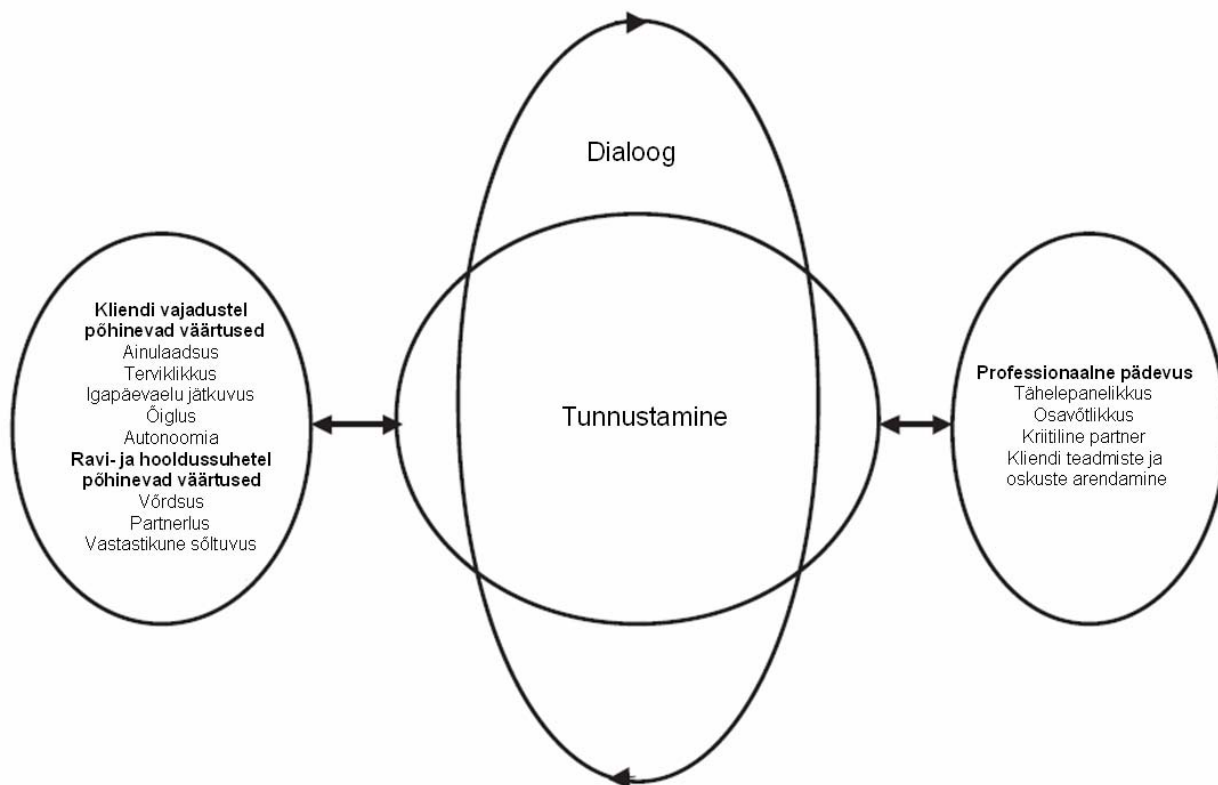 Dialoog
Kliendi vajadustel
põhinevad väärtused
Ainulaadsus
Terviklikkus
Igapäevaelu jätkuvus
Õiglus
Autonoomia
Ravi- ja hooldussuhetel
põhinevad väärtused
Võrdsus
Partnerlus
Vastastikune sõltuvus
Tunnustamine
Professionaalne pädevus
Tähelepanelikkus
Osavõtlikkus
Kriitiline partner
Kliendi teadmiste ja
oskuste arendamine